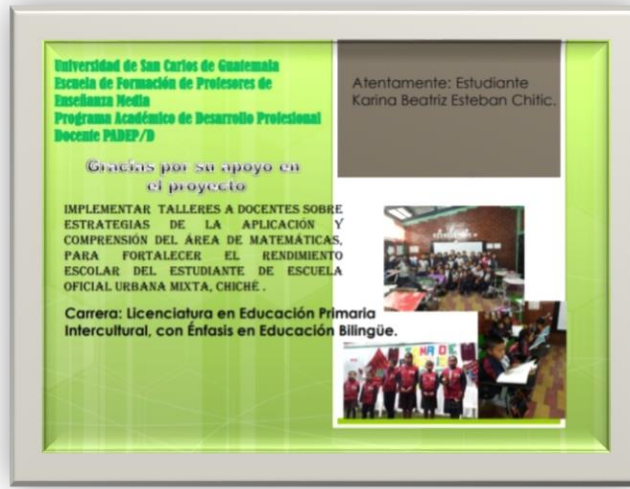 Universidad de San Carlos de Guatemala
Escuela de Formación de Profesores de
Enseñanza Media
Programa Académico de Desarrollo Profesional
Docente PADEP/D
Gracias por su apoyo en
el proyecto
IMPLEMENTAR TALLERES A DOCENTES SOBRE
ESTRATEGIAS DE LA APLICACIÓN Y
COMPRENSIÓN DEL ÁREA DE MATEMÁTICAS,
PARA FORTALECER EL RENDIMIENTO
ESCOLAR DEL ESTUDIANTE DE ESCUELA
OFICIAL URBANA MIXTA, CHICHÉ .
Carrera: Licenciatura en Educación Primaria
Intercultural, con Énfasis en Educación Bilingüe.
Atentamente: Estudiante
Karina Beatriz Esteban Chitic.